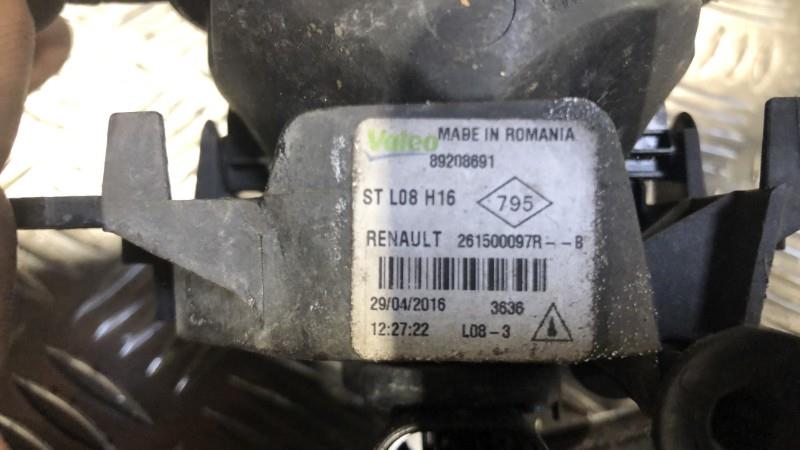 Valeo MADE IN ROMANIA
89208691
ST L08 H16 795
RENAULT 261500097R--B
29/04/2016 3636
12:27:22 L08-3